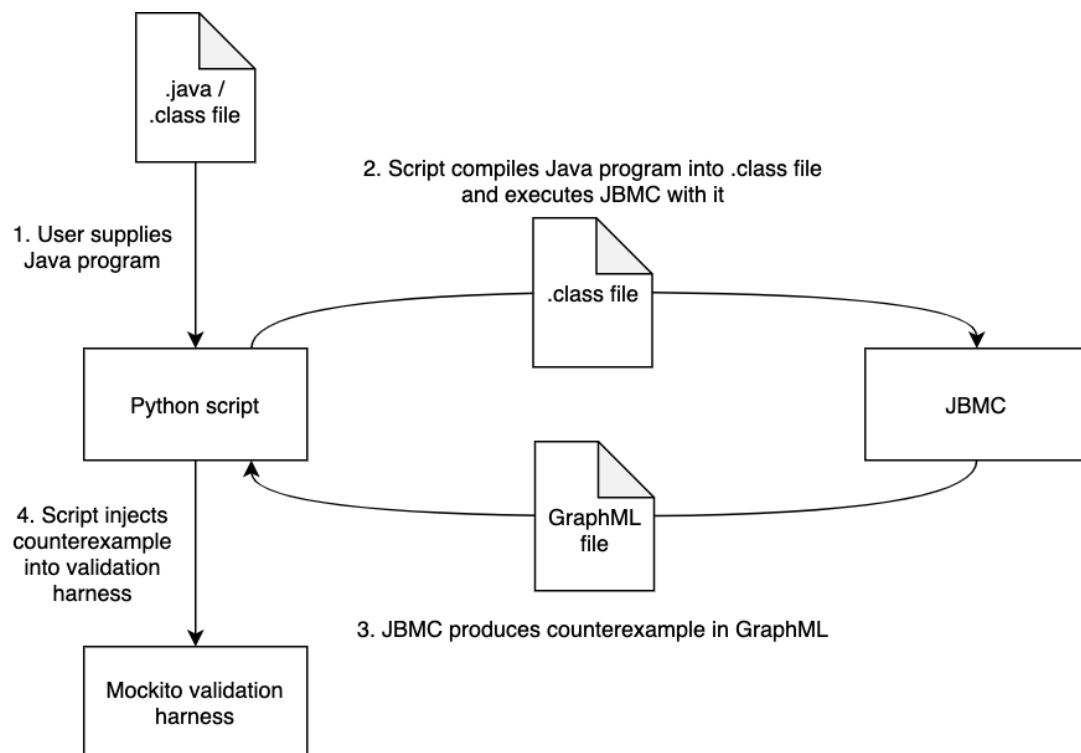 .java /
.class file
2. Script compiles Java program into .class file
and executes JBMC with it
1. User supplies
Java program
.class file
Python script
JBMC
4. Script injects
counterexample
into validation
harness
GraphML
file
3. JBMC produces counterexample in GraphML
Mockito validation
harness